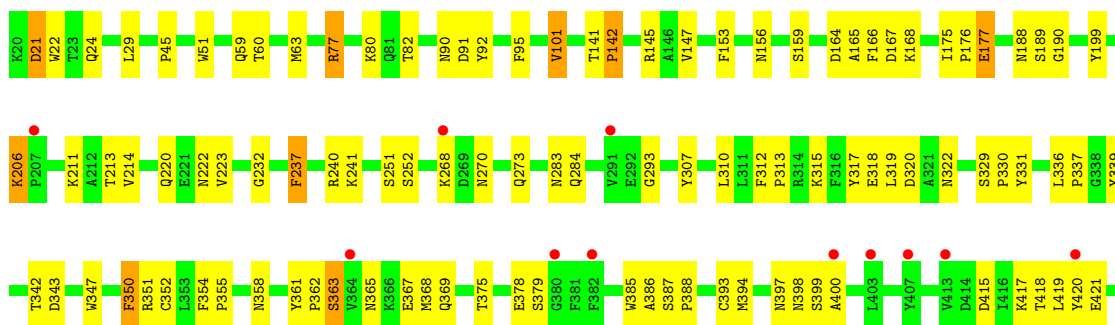 K20 D21 W22 T23 Q24 L29 P45 W51 Q59 T60 M63 R77 K80 Q81 T82 N90 D91 Y92 F95 V101 T141 P142 R145 A146 V147 F153 N156 S159 D164 A165 F166 D167 K168 I175 P176 E177 N188 S189 G190 Y199
K206 P207 K211 A212 T213 V214 Q220 E221 N222 V223 G232 F237 R240 K241 S251 S252 K268 D269 N270 Q273 N283 Q284 V291 E292 G293 Y307 L310 L311 F312 P313 R314 K315 F316 Y317 E318 L319 D320 A321 N322 S329 P330 Y331 L336 P337 G338 Y339
T342 D343 W347 F350 R351 C352 L353 F354 P355 N358 Y361 P362 S363 V364 N365 K366 E367 M368 Q369 T375 E378 S379 G380 F381 F382 W385 A386 S387 P388 C393 M394 N397 N398 S399 A400 L403 Y407 V413 D414 D415 I416 K417 T418 L419 Y420 E421